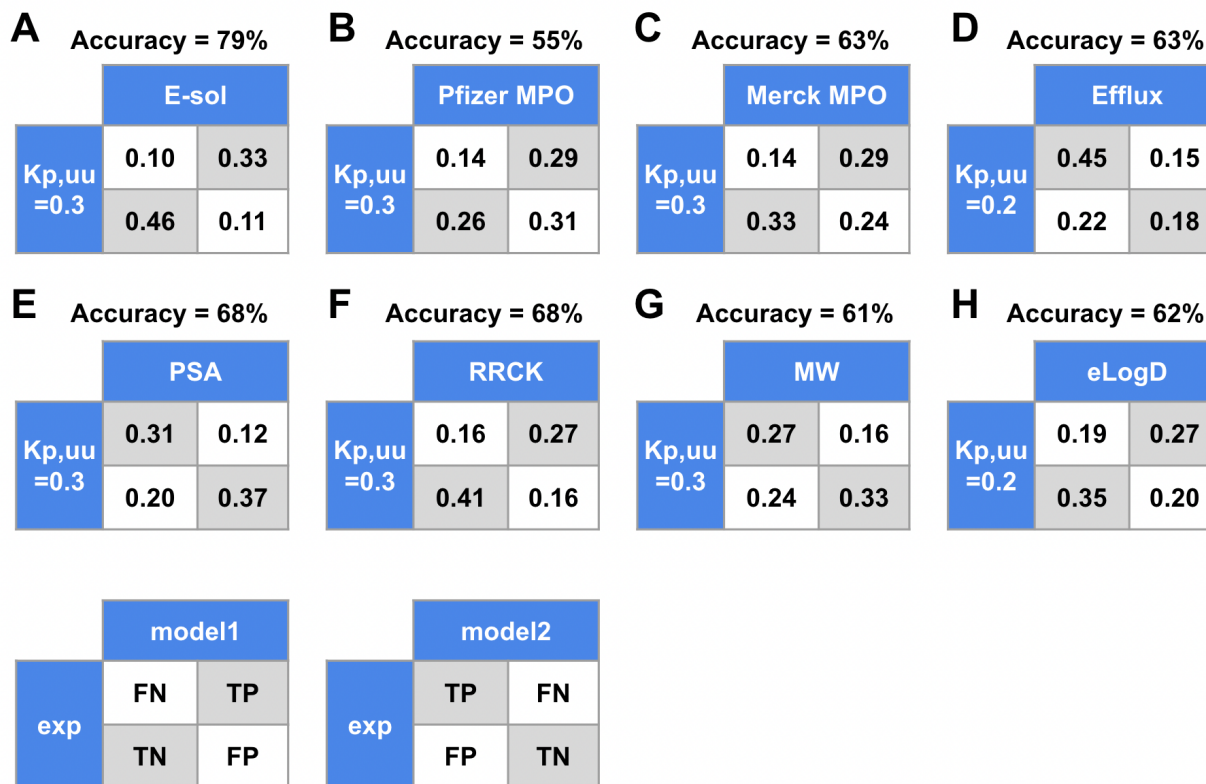 A Accuracy = 79%
E-sol
Kp,uu
=0.3
0.10 0.33
0.46 0.11
B Accuracy = 55%
Pfizer MPO
Kp,uu
=0.3
0.14 0.29
0.26 0.31
C Accuracy = 63%
Merck MPO
Kp,uu
=0.3
0.14 0.29
0.33 0.24
D Accuracy = 63%
Efflux
Kp,uu
=0.2
0.45 0.15
0.22 0.18
E Accuracy = 68%
PSA
Kp,uu
=0.3
0.31 0.12
0.20 0.37
F Accuracy = 68%
RRCK
Kp,uu
=0.3
0.16 0.27
0.41 0.16
G Accuracy = 61%
MW
Kp,uu
=0.3
0.27 0.16
0.24 0.33
H Accuracy = 62%
eLogD
Kp,uu
=0.2
0.19 0.27
0.35 0.20
model1
exp
FN TP
TN FP
model2
exp
TP FN
FP TN